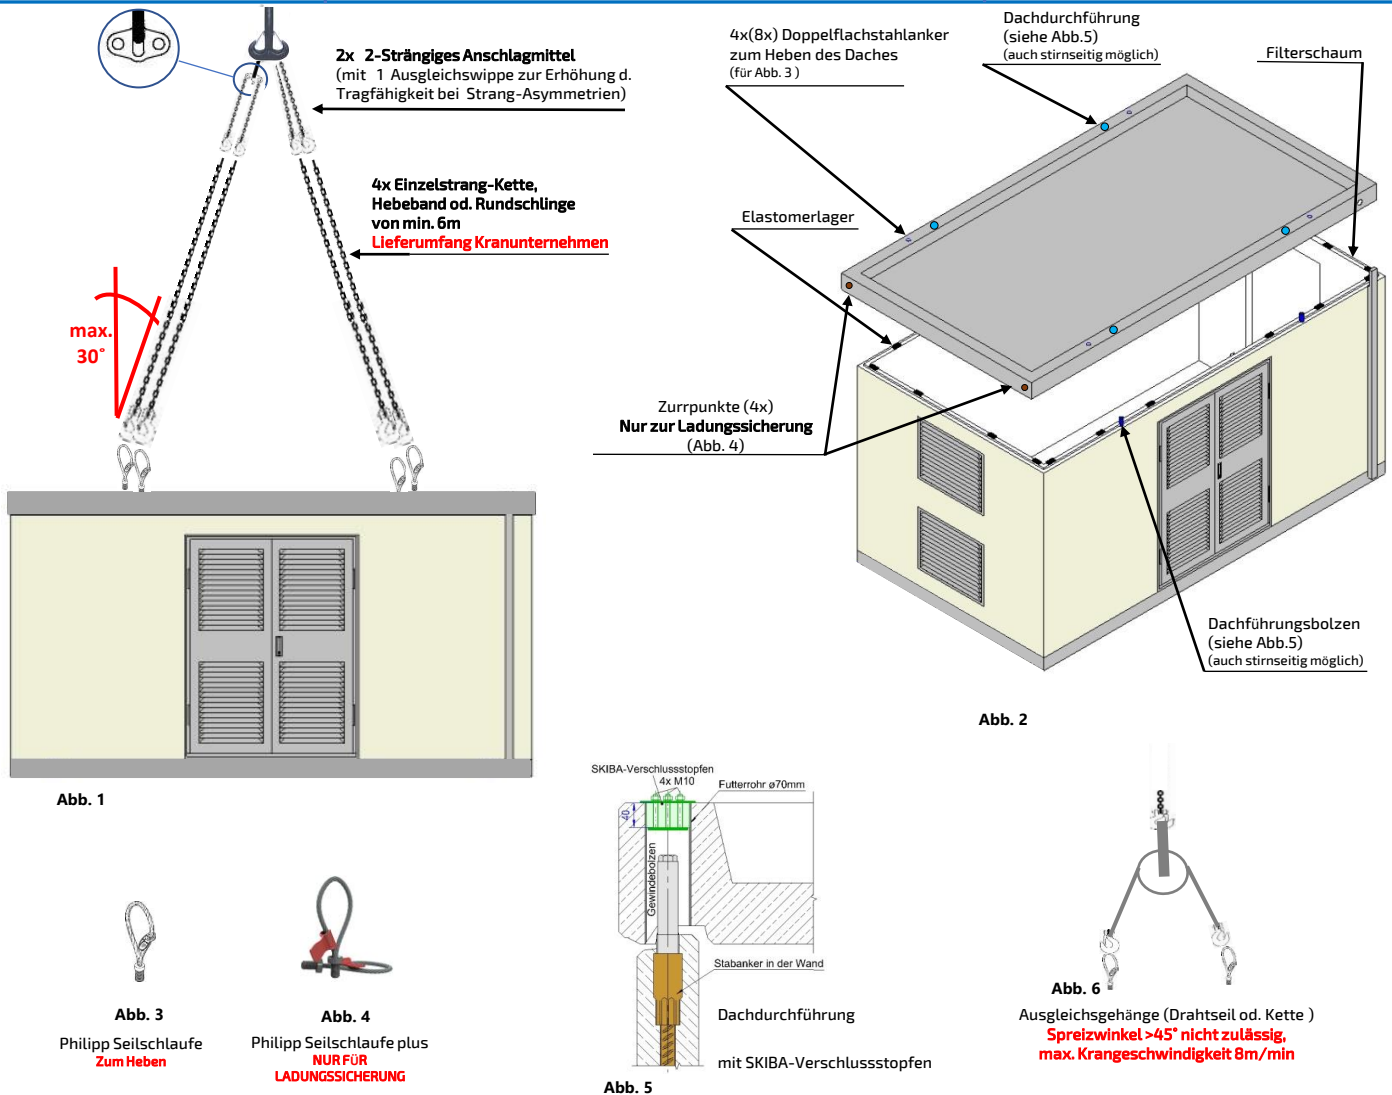 2x 2-Strängiges Anschlagmittel
(mit 1 Ausgleichswippe zur Erhöhung d.
Tragfähigkeit bei Strang-Asymmetrien)
4x Einzelstrang-Kette,
Hebeband od. Rundschlinge
von min. 6m
Lieferumfang Kranunternehmen
max.
30°
Abb. 1
4x(8x) Doppelflachstahlanker
zum Heben des Daches
(für Abb. 3 )
Dachdurchführung
(siehe Abb.5)
(auch stirnseitig möglich)
Filterschaum
Elastomerlager
Zurrpunkte (4x)
Nur zur Ladungssicherung
(Abb. 4)
Dachführungsbolzen
(siehe Abb.5)
(auch stirnseitig möglich)
Abb. 2
Abb. 3
Philipp Seilschlaufe
Zum Heben
Abb. 4
Philipp Seilschlaufe plus
NUR FÜR
LADUNGSSICHERUNG
SKIBA-Verschlussstopfen
4x M10
Futterrohr ø70mm
40
Gewindebolzen
Stabanker in der Wand
Dachdurchführung
mit SKIBA-Verschlussstopfen
Abb. 5
Abb. 6
Ausgleichsgehänge (Drahtseil od. Kette )
Spreizwinkel >45° nicht zulässig,
max. Krangeschwindigkeit 8m/min